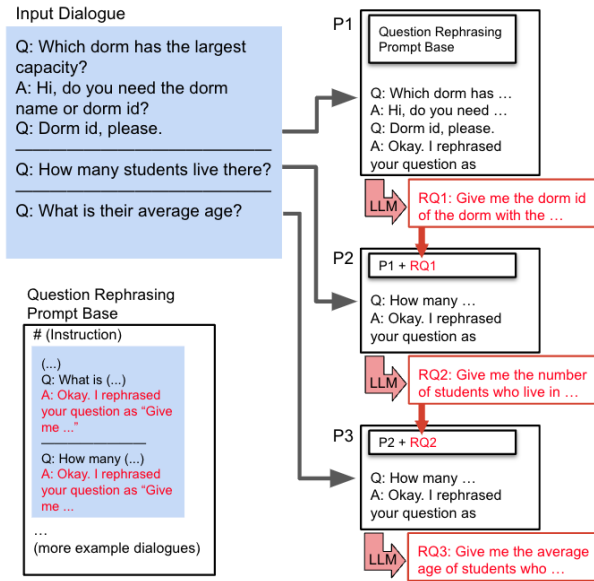 Input Dialogue
Q: Which dorm has the largest
capacity?
A: Hi, do you need the dorm
name or dorm id?
Q: Dorm id, please.
Q: How many students live there?
Q: What is their average age?
Question Rephrasing
Prompt Base
# (Instruction)
(...)
Q: What is (...)
A: Okay. I rephrased
your question as “Give
me ...”
Q: How many (...)
A: Okay. I rephrased
your question as “Give
me ...
...
(more example dialogues)
P1
Question Rephrasing
Prompt Base
Q: Which dorm has ...
A: Hi, do you need ...
Q: Dorm id, please.
A: Okay. I rephrased
your question as
LLM
RQ1: Give me the dorm id
of the dorm with the ...
P2
P1 + RQ1
Q: How many ...
A: Okay. I rephrased
your question as
LLM
RQ2: Give me the number
of students who live in ...
P3
P2 + RQ2
Q: How many ...
A: Okay. I rephrased
your question as
LLM
RQ3: Give me the average
age of students who ...